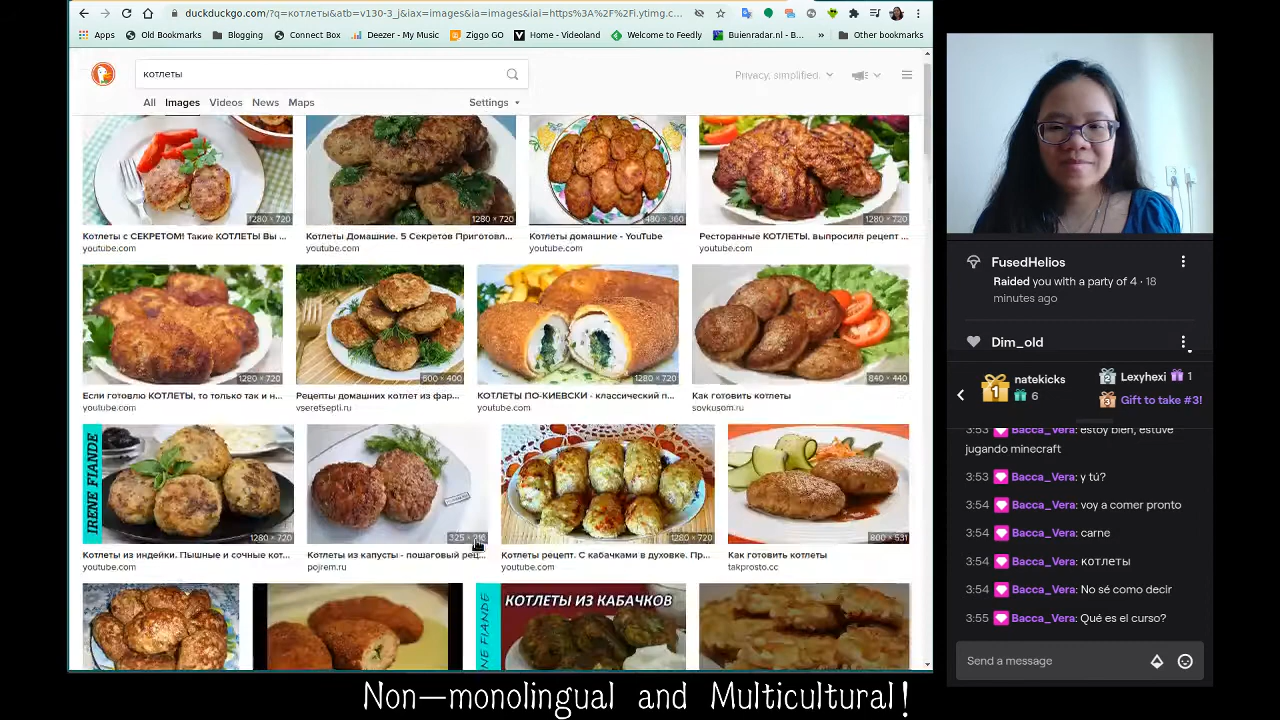 duckduckgo.com/?q=котлеты&atb=v130-3_j&iax=images&ia=images&iai=https%3A%2F%2Fi.ytimg.c...
Apps Old Bookmarks Blogging Connect Box Deezer - My Music Ziggo GO Home - Videoland Welcome to Feedly Buienradar.nl - B... » Other bookmarks
котлеты
Privacy, simplified.
All Images Videos News Maps Settings
1280 × 720 1280 × 720 480 × 360 1280 × 720
Котлеты с СЕКРЕТОМ! Такие КОТЛЕТЫ Вы ... Котлеты Домашние. 5 Секретов Приготовл... Котлеты домашние - YouTube Ресторанные КОТЛЕТЫ, выпросила рецепт ...
youtube.com youtube.com youtube.com youtube.com
1280 × 720 600 × 400 1280 × 720 840 × 440
Если готовлю КОТЛЕТЫ, то только так и н... Рецепты домашних котлет из фар... КОТЛЕТЫ ПО-КИЕВСКИ - классический п... Как готовить котлеты
youtube.com vseretsepti.ru youtube.com sovkusom.ru
IRENE FIANDE
1280 × 720 325 × 1280 × 720 800 × 531
Котлеты из индейки. Пышные и сочные кот... Котлеты из капусты - пошаговый рец... Котлеты рецепт. С кабачками в духовке. Пр... Как готовить котлеты
youtube.com pojrem.ru youtube.com takprosto.cc
NE FIANDE
КОТЛЕТЫ ИЗ КАБАЧКОВ
FusedHelios
Raided you with a party of 4 · 18
minutes ago
Dim_old
1 natekicks 6
2 Lexyhexi 1
3 Gift to take #3!
3:53 Bacca_Vera: estoy bien, estuve
jugando minecraft
3:54 Bacca_Vera: y tú?
3:54 Bacca_Vera: voy a comer pronto
3:54 Bacca_Vera: carne
3:54 Bacca_Vera: котлеты
3:54 Bacca_Vera: No sé como decir
3:55 Bacca_Vera: Qué es el curso?
Send a message
Non-monolingual and Multicultural!